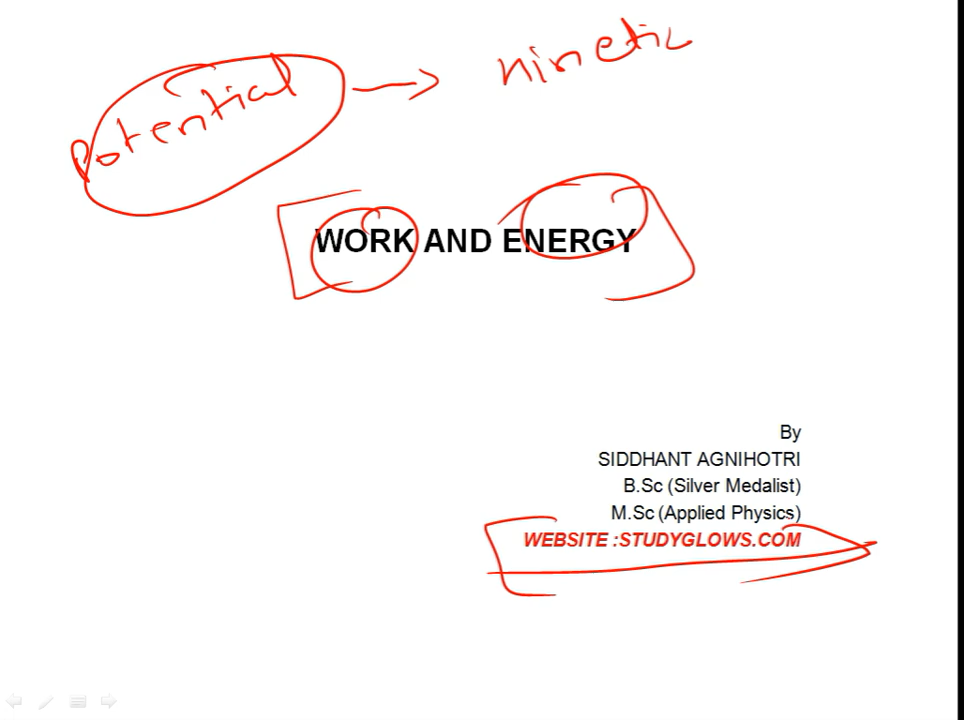 Potential → kinetic
WORK AND ENERGY
By
SIDDHANT AGNIHOTRI
B.Sc (Silver Medalist)
M.Sc (Applied Physics)
WEBSITE :STUDYGLOWS.COM